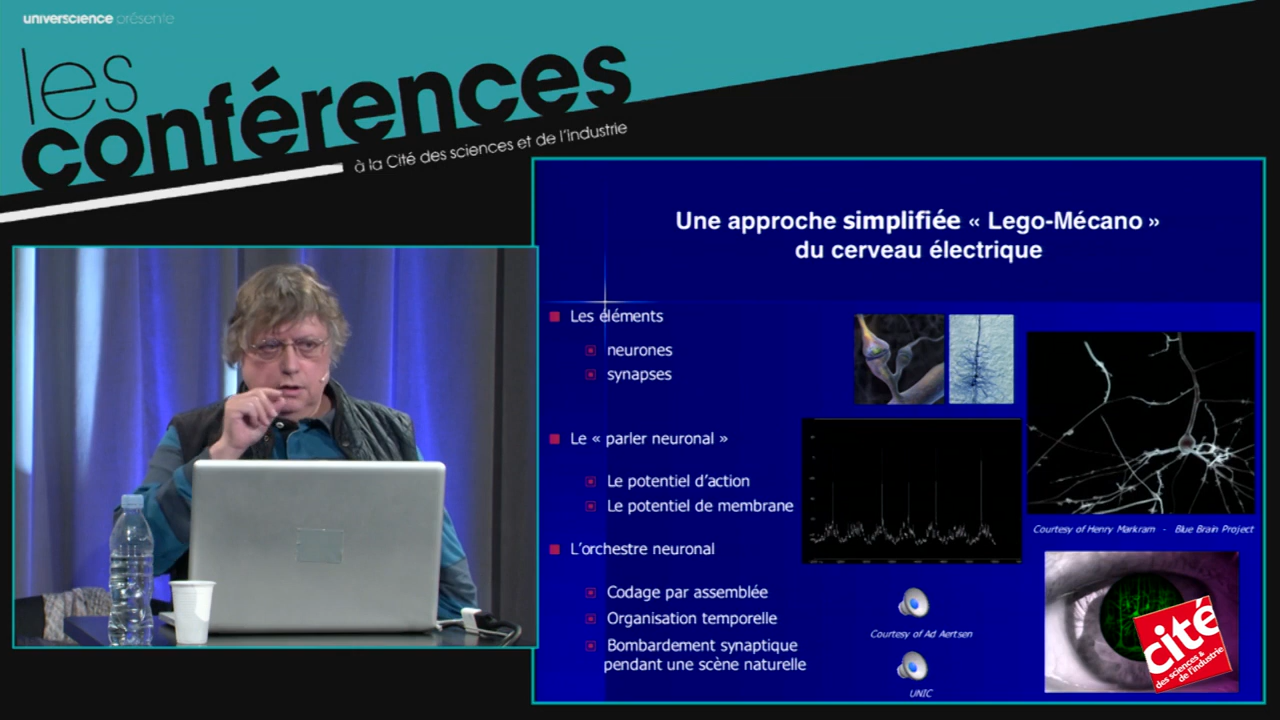 universcience présente
les
conférences
à la Cité des sciences et de l'industrie
Une approche simplifiée « Lego-Mécano »
du cerveau électrique
Les éléments
neurones
synapses
Le « parler neuronal »
Le potentiel d'action
Le potentiel de membrane
L'orchestre neuronal
Codage par assemblée
Organisation temporelle
Bombardement synaptique
pendant une scène naturelle
Courtesy of Henry Markram - Blue Brain Project
Courtesy of Ad Aertsen
UNIC
cité
des sciences &
de l'industrie